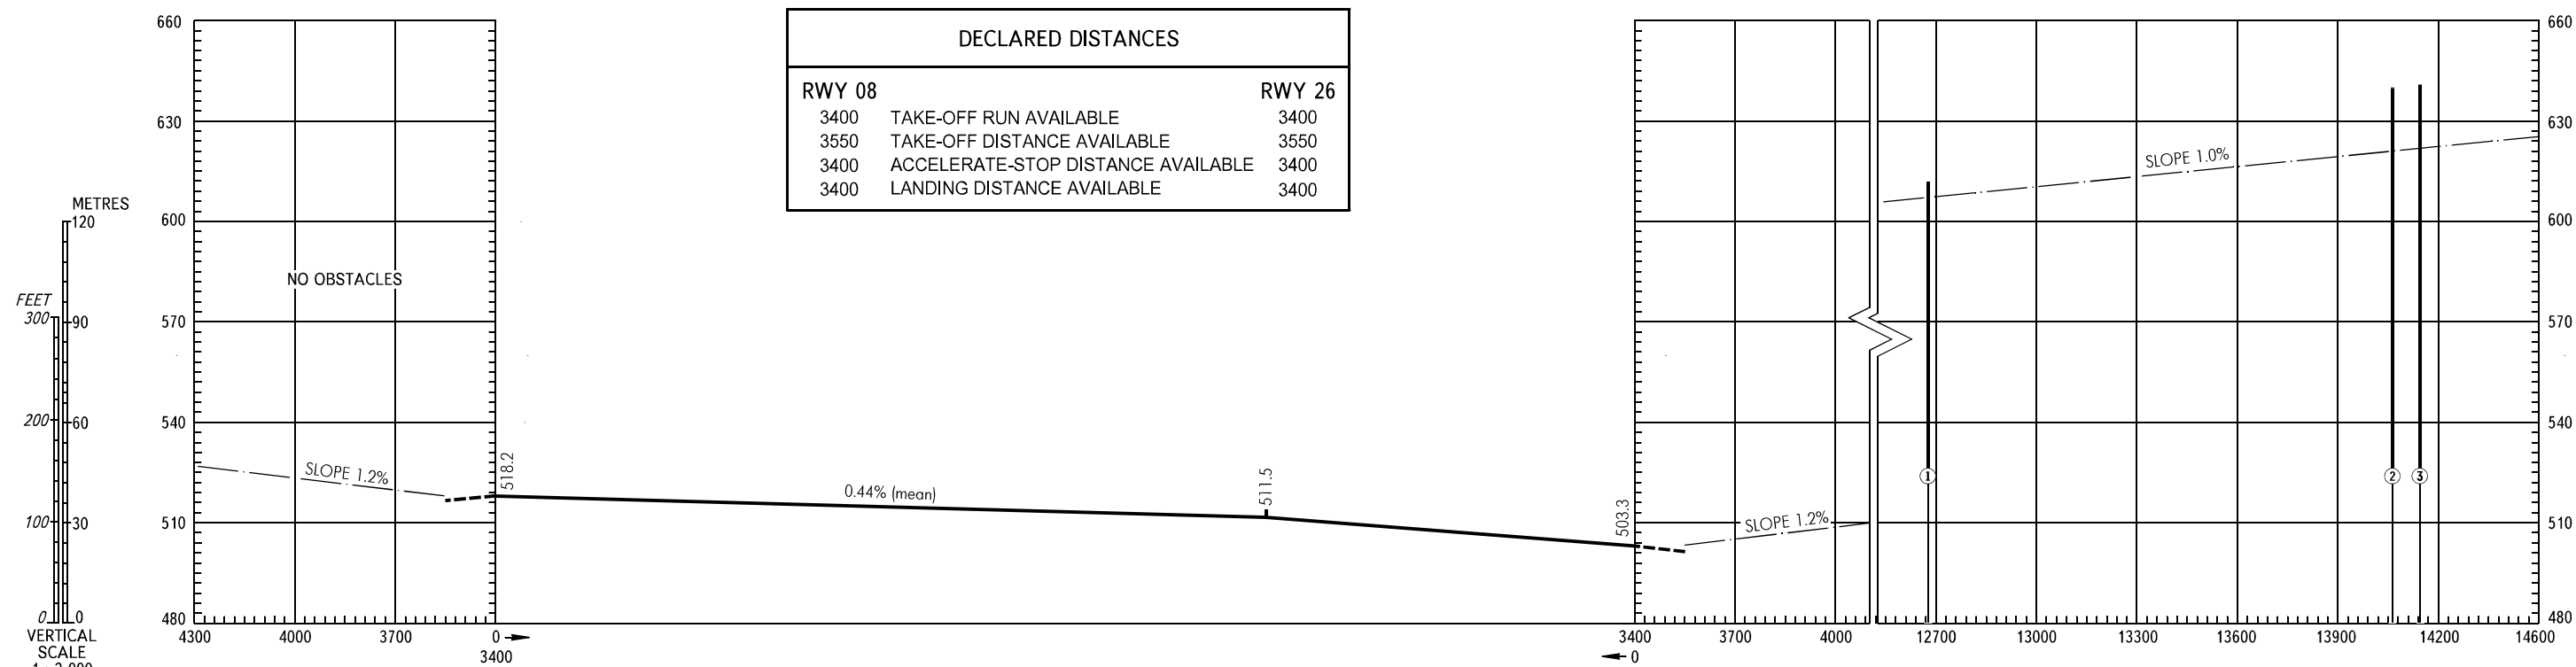 DECLARED DISTANCES
RWY 08 RWY 26
3400 TAKE-OFF RUN AVAILABLE 3400
3550 TAKE-OFF DISTANCE AVAILABLE 3550
3400 ACCELERATE-STOP DISTANCE AVAILABLE 3400
3400 LANDING DISTANCE AVAILABLE 3400
METRES
120
90
60
30
0
FEET
300
200
100
0
VERTICAL
SCALE
660
630
600
570
540
510
480
NO OBSTACLES
SLOPE 1.2%
4300 4000 3700 0
3400
518.2
0.44% (mean)
511.5
503.3
SLOPE 1.2%
SLOPE 1.0%
1
2
3
3400 3700 4000 12700 13000 13300 13600 13900 14200 14600
0
660
630
600
570
540
510
480